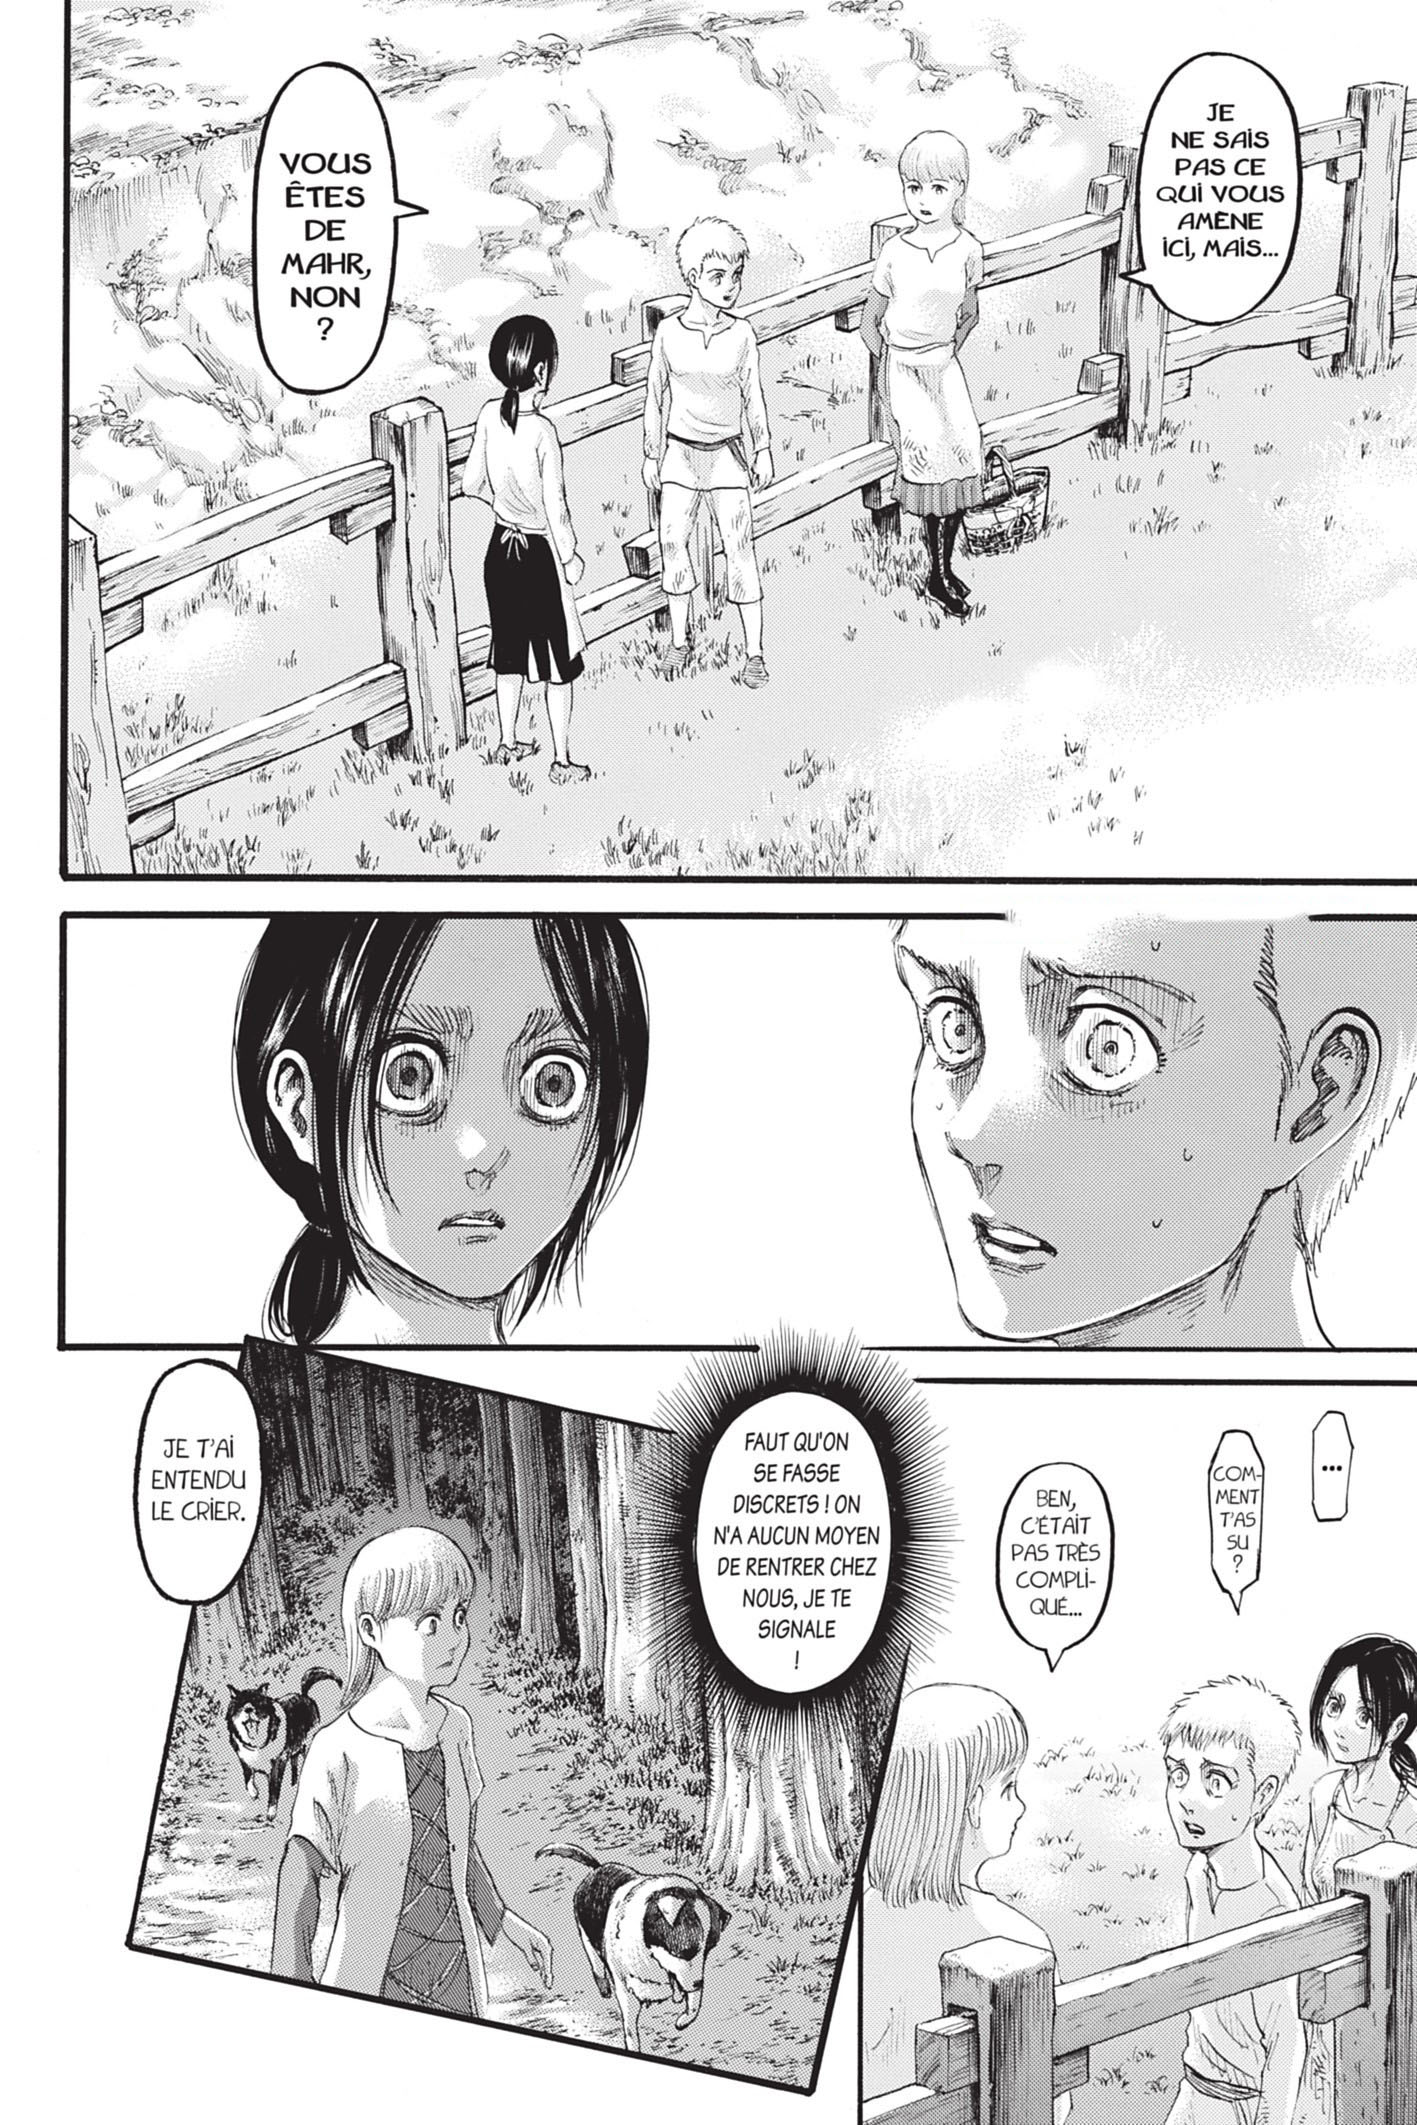 JE
NE SAIS
PAS CE
QUI VOUS
AMÈNE
ICI, MAIS...
VOUS
ÊTES
DE
MAHR,
NON
?
...
COM-
MENT
T'AS
SU
?
BEN,
C'ÉTAIT
PAS TRÈS
COMPLI-
QUÉ...
FAUT QU'ON
SE FASSE
DISCRETS ! ON
N'A AUCUN MOYEN
DE RENTRER CHEZ
NOUS, JE TE
SIGNALE
!
JE T'AI
ENTENDU
LE CRIER.